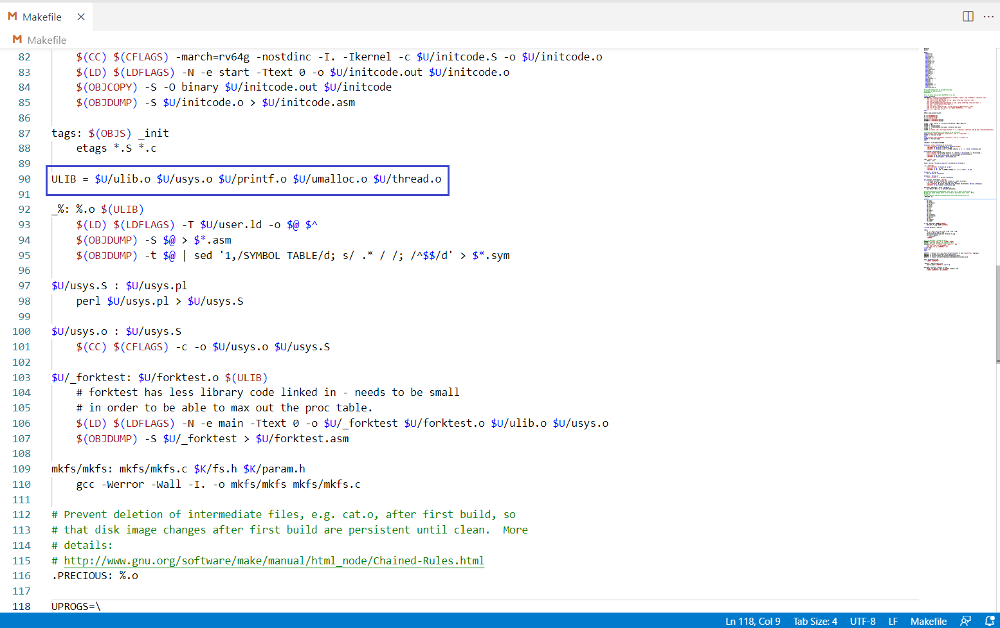 Makefile
Makefile
82 $(CC) $(CFLAGS) -march=rv64g -nostdinc -I. -Ikernel -c $U/initcode.S -o $U/initcode.o
83 $(LD) $(LDFLAGS) -N -e start -Ttext 0 -o $U/initcode.out $U/initcode.o
84 $(OBJCOPY) -S -O binary $U/initcode.out $U/initcode
85 $(OBJDUMP) -S $U/initcode.o > $U/initcode.asm
86
87 tags: $(OBJS) _init
88 etags *.S *.c
89
90 ULIB = $U/ulib.o $U/usys.o $U/printf.o $U/umalloc.o $U/thread.o
91
92 _%: %.o $(ULIB)
93 $(LD) $(LDFLAGS) -T $U/user.ld -o $@ $^
94 $(OBJDUMP) -S $@ > $*.asm
95 $(OBJDUMP) -t $@ | sed '1,/SYMBOL TABLE/d; s/ .* / /; /^$$/d' > $*.sym
96
97 $U/usys.S : $U/usys.pl
98 perl $U/usys.pl > $U/usys.S
99
100 $U/usys.o : $U/usys.S
101 $(CC) $(CFLAGS) -c -o $U/usys.o $U/usys.S
102
103 $U/_forktest: $U/forktest.o $(ULIB)
104 # forktest has less library code linked in - needs to be small
105 # in order to be able to max out the proc table.
106 $(LD) $(LDFLAGS) -N -e main -Ttext 0 -o $U/_forktest $U/forktest.o $U/ulib.o $U/usys.o
107 $(OBJDUMP) -S $U/_forktest > $U/forktest.asm
108
109 mkfs/mkfs: mkfs/mkfs.c $K/fs.h $K/param.h
110 gcc -Werror -Wall -I. -o mkfs/mkfs mkfs/mkfs.c
111
112 # Prevent deletion of intermediate files, e.g. cat.o, after first build, so
113 # that disk image changes after first build are persistent until clean.  More
114 # details:
115 # http://www.gnu.org/software/make/manual/html_node/Chained-Rules.html
116 .PRECIOUS: %.o
117
118 UPROGS=\
Ln 118, Col 9 Tab Size: 4 UTF-8 LF Makefile